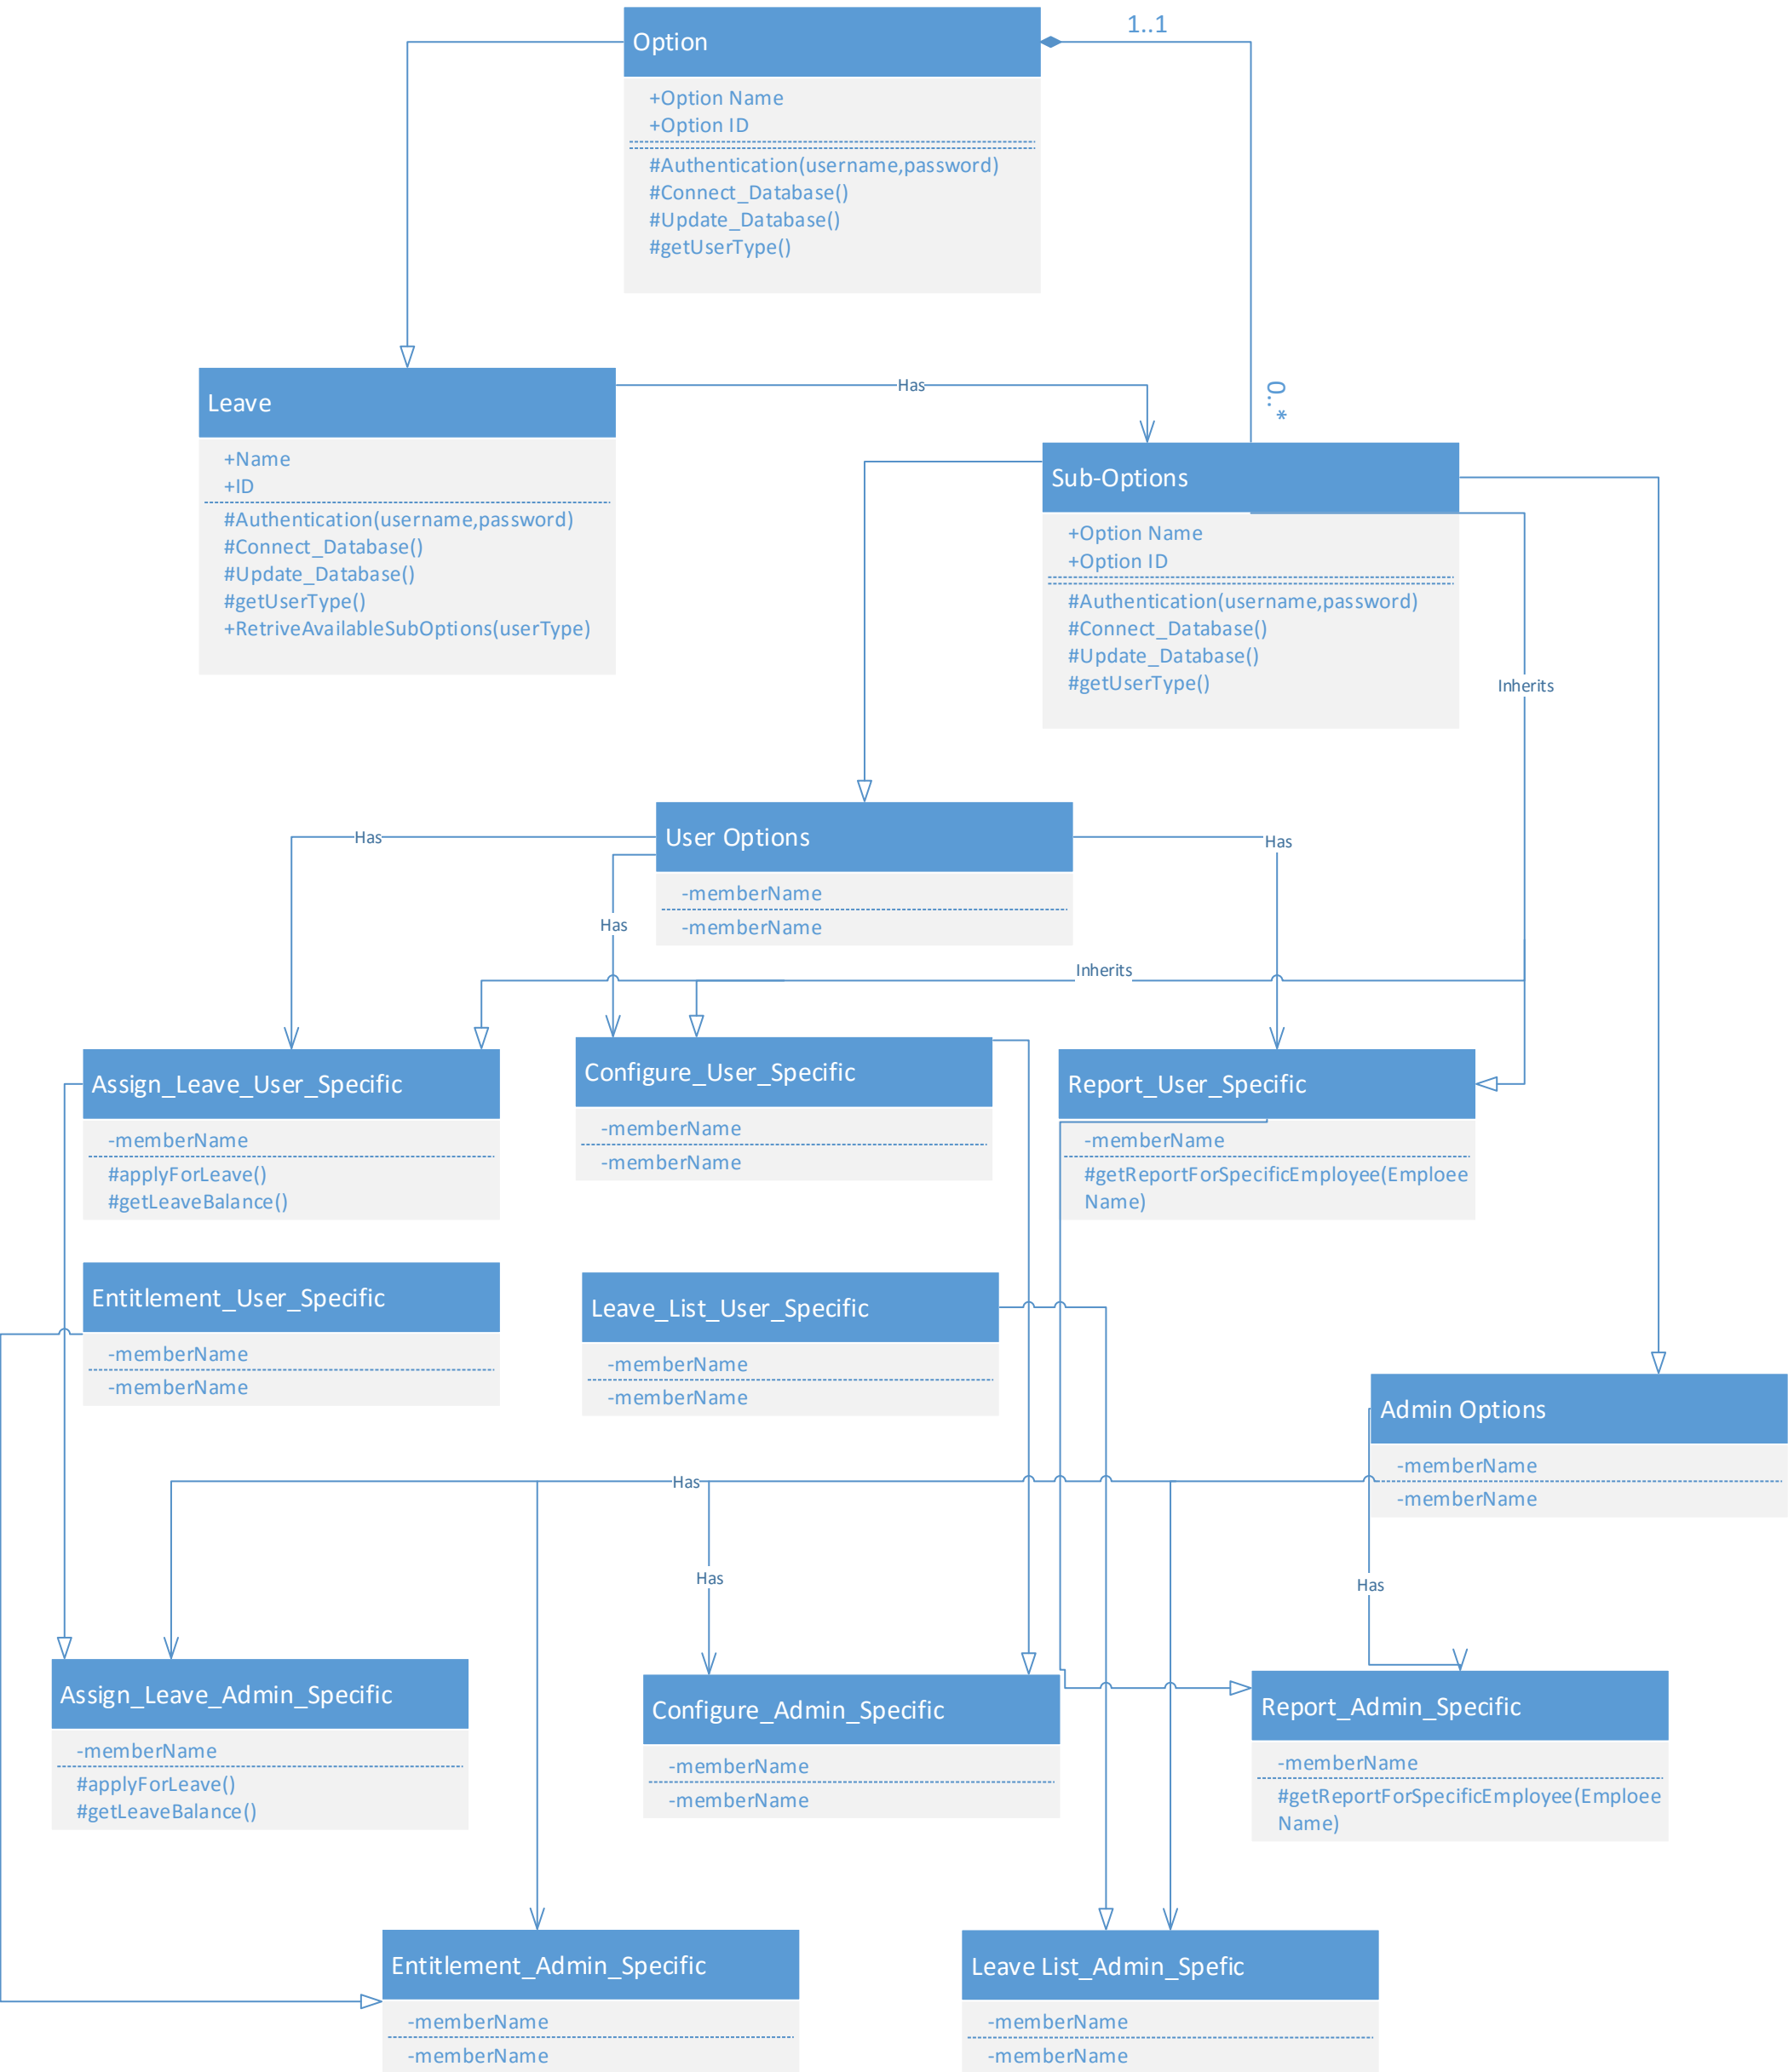 1..1
Option
+Option Name
+Option ID
#Authentication(username,password)
#Connect_Database()
#Update_Database()
#getUserType()
Has
0..*
Leave
+Name
+ID
#Authentication(username,password)
#Connect_Database()
#Update_Database()
#getUserType()
+RetriveAvailableSubOptions(userType)
Sub-Options
+Option Name
+Option ID
#Authentication(username,password)
#Connect_Database()
#Update_Database()
#getUserType()
Inherits
Has
User Options
-memberName
-memberName
Has
Has
Inherits
Assign_Leave_User_Specific
-memberName
#applyForLeave()
#getLeaveBalance()
Configure_User_Specific
-memberName
-memberName
Report_User_Specific
-memberName
#getReportForSpecificEmployee(Emploee
Name)
Entitlement_User_Specific
-memberName
-memberName
Leave_List_User_Specific
-memberName
-memberName
Admin Options
-memberName
-memberName
Has
Has
Has
Assign_Leave_Admin_Specific
-memberName
#applyForLeave()
#getLeaveBalance()
Configure_Admin_Specific
-memberName
-memberName
Report_Admin_Specific
-memberName
#getReportForSpecificEmployee(Emploee
Name)
Entitlement_Admin_Specific
-memberName
-memberName
Leave List_Admin_Spefic
-memberName
-memberName